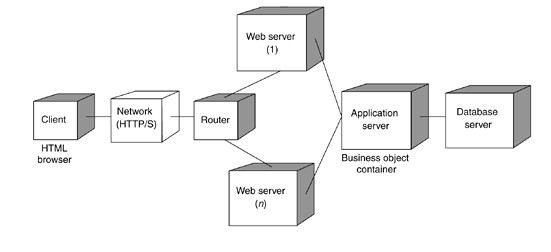 Web server
(1)
Client
HTML
browser
Network
(HTTP/S)
Router
Application
server
Business object
container
Database
server
Web server
(n)